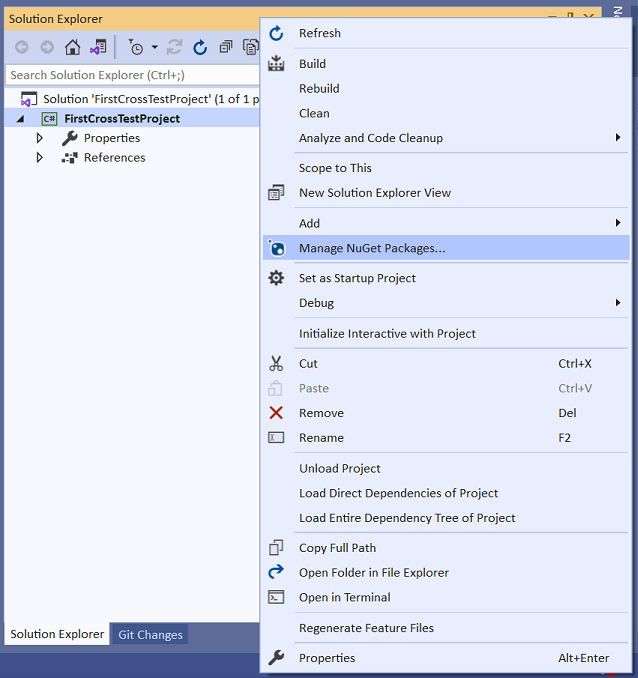 Solution Explorer
Search Solution Explorer (Ctrl+;)
Solution 'FirstCrossTestProject' (1 of 1 p
C# FirstCrossTestProject
Properties
References
Refresh
Build
Rebuild
Clean
Analyze and Code Cleanup
Scope to This
New Solution Explorer View
Add
Manage NuGet Packages...
Set as Startup Project
Debug
Initialize Interactive with Project
Cut Ctrl+X
Paste Ctrl+V
Remove Del
Rename F2
Unload Project
Load Direct Dependencies of Project
Load Entire Dependency Tree of Project
Copy Full Path
Open Folder in File Explorer
Open in Terminal
Regenerate Feature Files
Properties Alt+Enter
Solution Explorer Git Changes